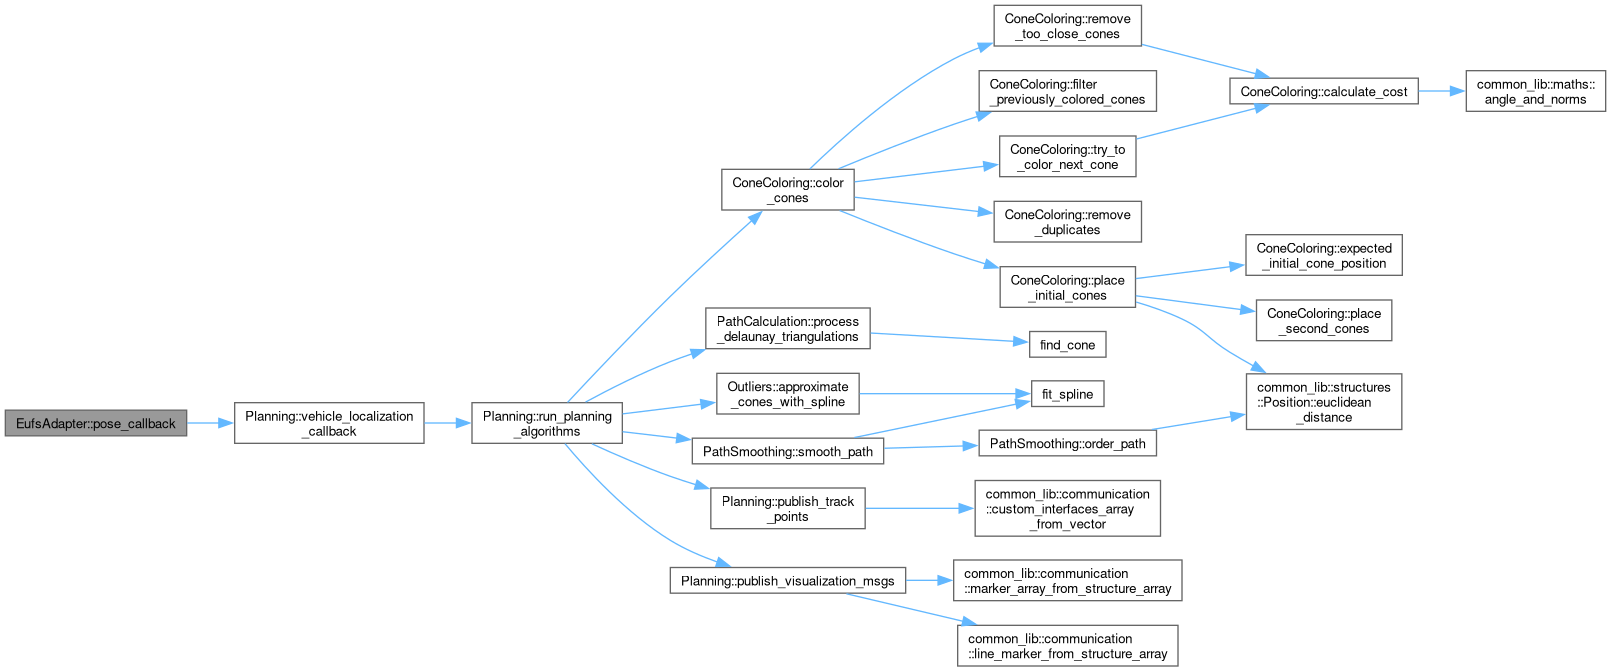 EufsAdapter::pose_callback
Planning::vehicle_localization
_callback
Planning::run_planning
_algorithms
ConeColoring::color
_cones
PathCalculation::process
_delaunay_triangulations
Outliers::approximate
_cones_with_spline
PathSmoothing::smooth_path
Planning::publish_track
_points
Planning::publish_visualization_msgs
ConeColoring::remove
_too_close_cones
ConeColoring::filter
_previously_colored_cones
ConeColoring::try_to
_color_next_cone
ConeColoring::remove
_duplicates
ConeColoring::place
_initial_cones
find_cone
fit_spline
PathSmoothing::order_path
common_lib::communication
::custom_interfaces_array
_from_vector
common_lib::communication
::marker_array_from_structure_array
common_lib::communication
::line_marker_from_structure_array
ConeColoring::calculate_cost
ConeColoring::expected
_initial_cone_position
ConeColoring::place
_second_cones
common_lib::structures
::Position::euclidean
_distance
common_lib::maths::
angle_and_norms